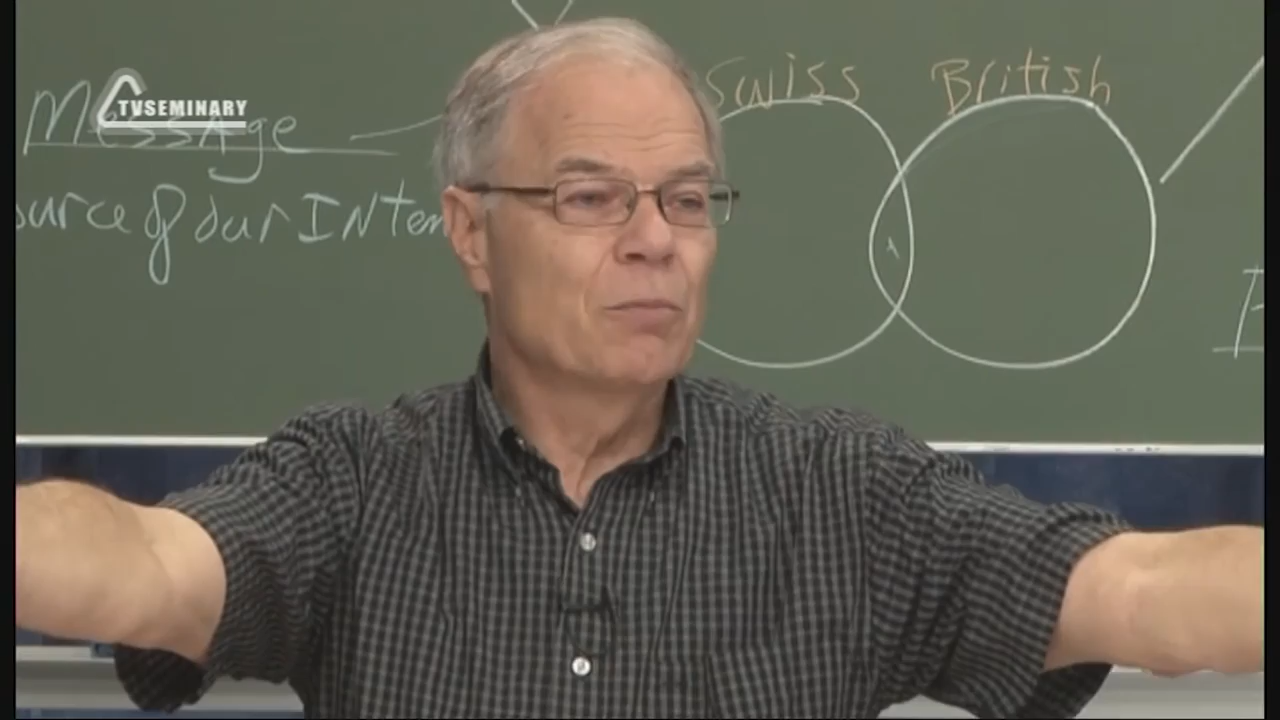 TVSEMINARY
Swiss
British
Message
ource of our INter
A